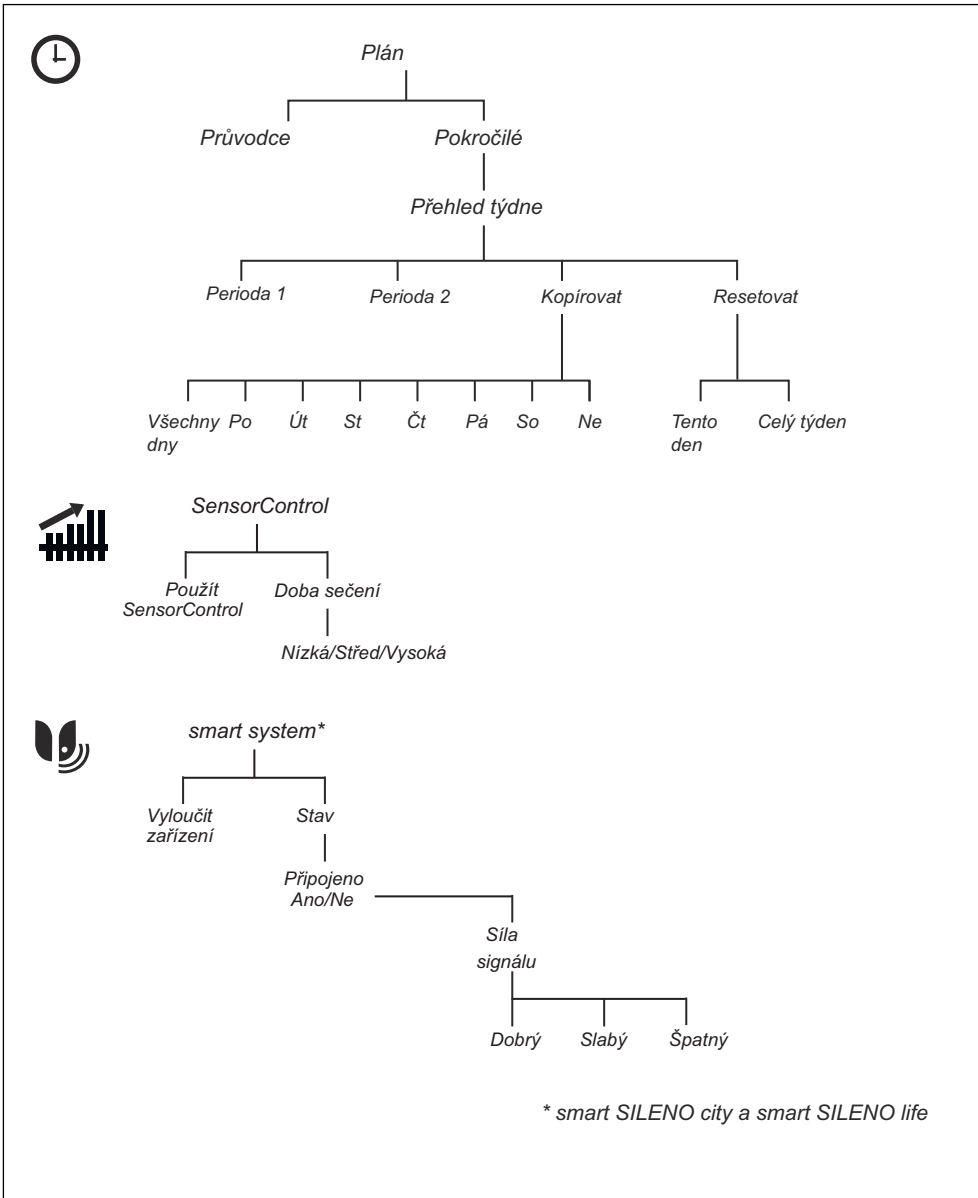 Plán
Průvodce Pokročilé
Přehled týdne
Perioda 1 Perioda 2 Kopírovat Resetovat
Všechny dny Po Út St Čt Pá So Ne Tento den Celý týden
SensorControl
Použít SensorControl Doba sečení
Nízká/Střed/Vysoká
smart system*
Vyloučit zařízení Stav
Připojeno
Ano/Ne
Síla
signálu
Dobrý Slabý Špatný
* smart SILENO city a smart SILENO life